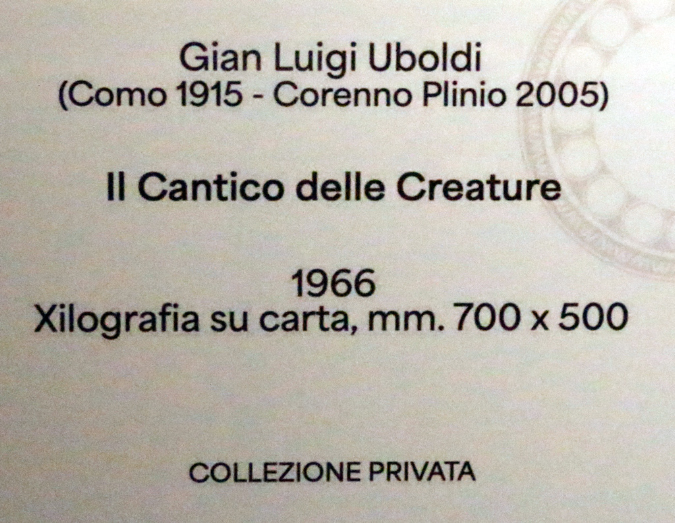 Gian Luigi Uboldi
(Como 1915 - Corenno Plinio 2005)
Il Cantico delle Creature
1966
Xilografia su carta, mm. 700 x 500
COLLEZIONE PRIVATA